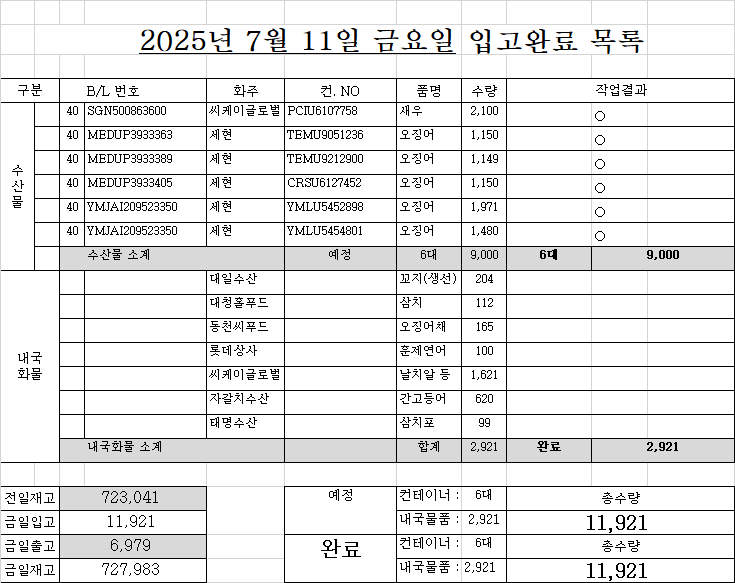 2025년 7월 11일 금요일 입고완료 목록
구분 B/L 번호 화주 컨. NO 품명 수량 작업결과
수산물
40 SGN500863600 씨케이글로벌 PCIU6107758 새우 2,100 ○
40 MEDUP3933363 세현 TEMU9051236 오징어 1,150 ○
40 MEDUP3933389 세현 TEMU9212900 오징어 1,149 ○
40 MEDUP3933405 세현 CRSU6127452 오징어 1,150 ○
40 YMJAI209523350 세현 YMLU5452898 오징어 1,971 ○
40 YMJAI209523350 세현 YMLU5454801 오징어 1,480 ○
수산물 소계 예정 6대 9,000 6대 9,000
내국
화물
대일수산 꼬지(생선) 204
대청홀푸드 삼치 112
동천씨푸드 오징어채 165
롯데상사 훈제연어 100
씨케이글로벌 날치알 등 1,621
자갈치수산 간고등어 620
태명수산 삼치포 99
내국화물 소계 합계 2,921 완료 2,921
전일재고 723,041 예정 컨테이너 : 6대 총수량
금일입고 11,921 내국물품 : 2,921 11,921
금일출고 6,979 완료 컨테이너 : 6대 총수량
금일재고 727,983 내국물품 : 2,921 11,921